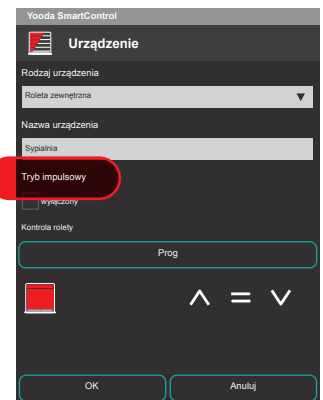 Yooda SmartControl
Urządzenie
Rodzaj urządzenia
Roleta zewnętrzna
Nazwa urządzenia
Sypialnia
Tryb impulsowy
wyłączony
Kontrola rolety
Prog
OK Anuluj